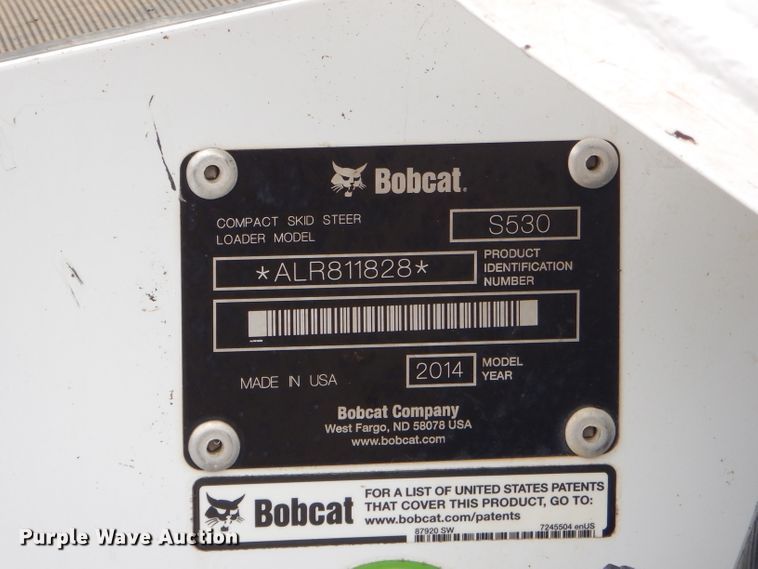 Bobcat.
COMPACT SKID STEER
LOADER MODEL
S530
*ALR811828*
PRODUCT
IDENTIFICATION
NUMBER
MADE IN USA
2014
MODEL
YEAR
Bobcat Company
West Fargo, ND 58078 USA
www.bobcat.com
Bobcat
FOR A LIST OF UNITED STATES PATENTS
THAT COVER THIS PRODUCT, GO TO:
www.bobcat.com/patents
87920 SW
7245504 enUS
Purple Wave Auction